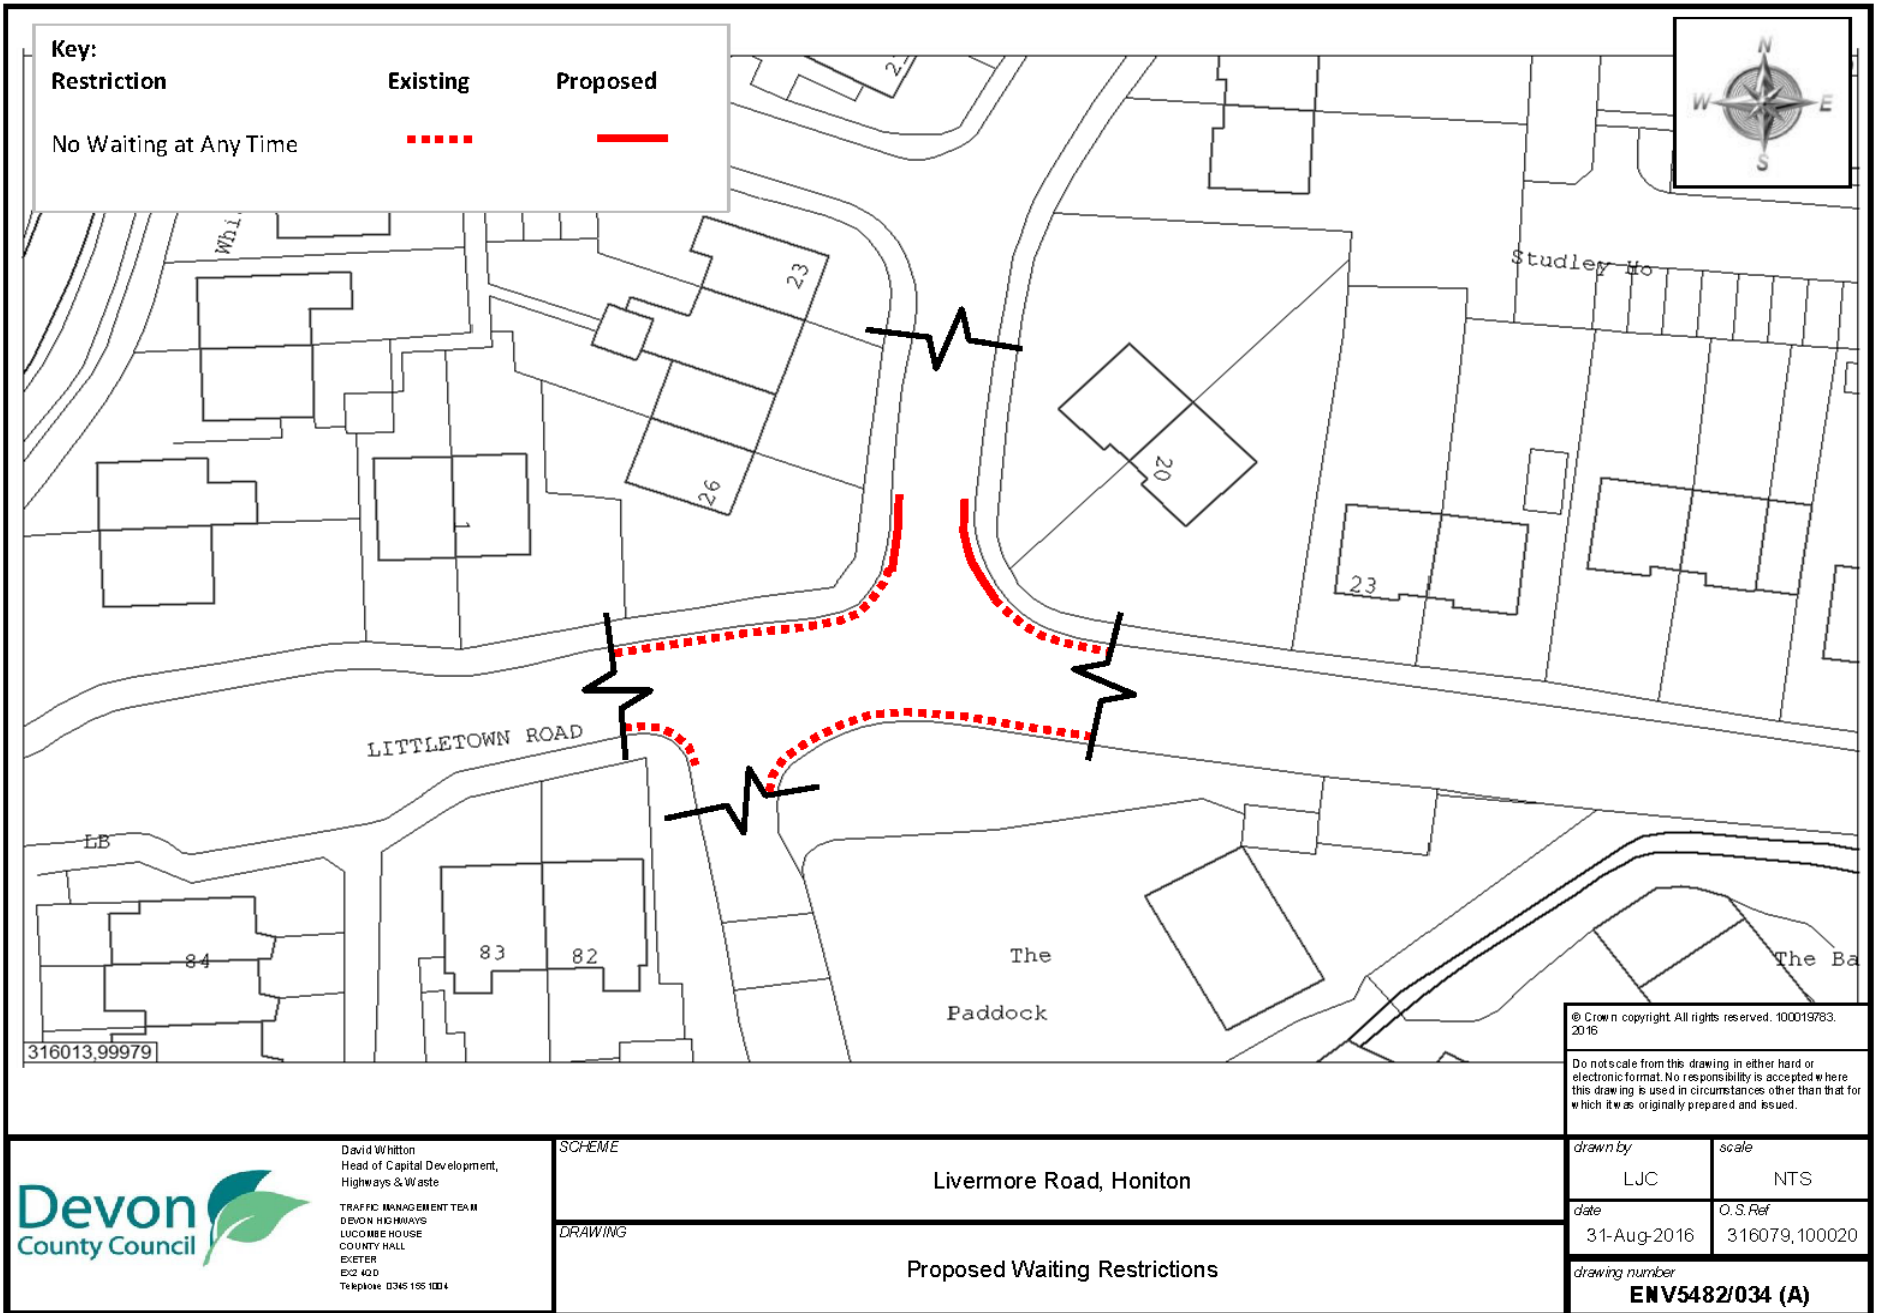 Key:
Restriction Existing Proposed
No Waiting at Any Time
N
W E
S
Whi
23
Studley Ho
26
1
20
23
LITTLETOWN ROAD
LB
84
83 82
The
Paddock
The Ba
316013,99979
© Crown copyright. All rights reserved. 100019783.
2016
Do not scale from this drawing in either hard or
electronic format. No responsibility is accepted where
this drawing is used in circumstances other than that for
which it was originally prepared and issued.
Devon
County Council
David Whitton
Head of Capital Development,
Highways & Waste
TRAFFIC MANAGEMENT TEAM
DEVON HIGHWAYS
LUCOMBE HOUSE
COUNTY HALL
EXETER
EX2 4QD
Telephone 0345 155 1004
SCHEME
Livermore Road, Honiton
DRAWING
Proposed Waiting Restrictions
drawn by
LJC
scale
NTS
date
31-Aug-2016
O.S.Ref
316079,100020
drawing number
ENV5482/034 (A)